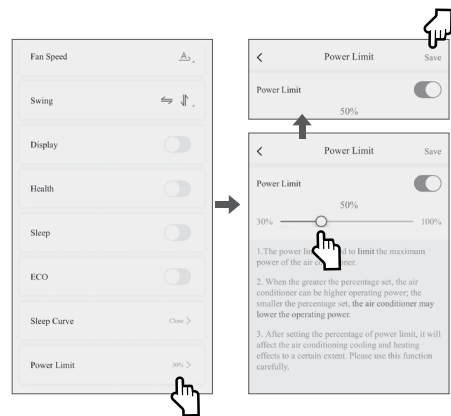 Fan Speed
Swing
Display
Health
Sleep
ECO
Sleep Curve Close >
Power Limit 50% >
< Power Limit Save
Power Limit
50%
< Power Limit Save
Power Limit
50%
30% 100%
1.The power to limit the maximum
power of the air
2. When the greater the percentage set, the air
conditioner can be higher operating power; the
smaller the percentage set, the air conditioner may
lower the operating power.
3. After setting the percentage of power limit, it will
affect the air conditioning cooling and heating
effects to a certain extent. Please use this function
carefully.